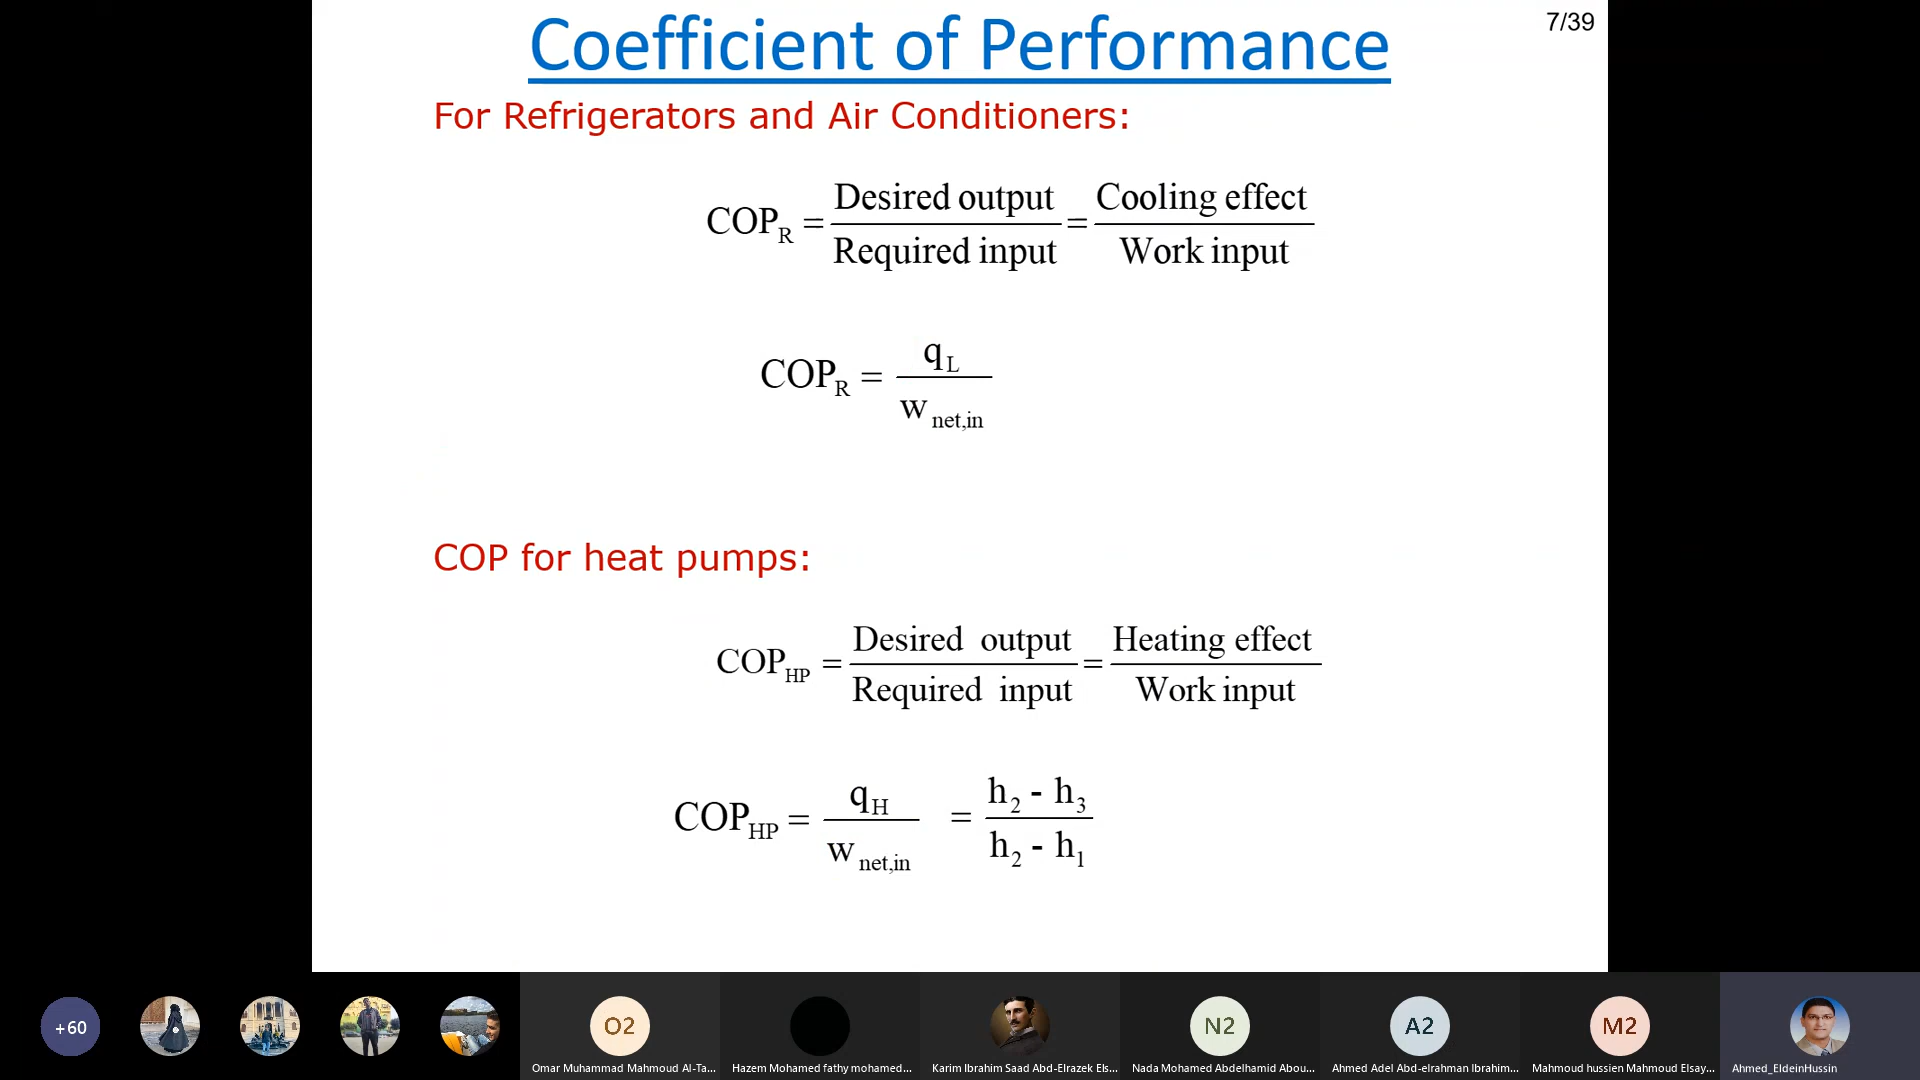 Coefficient of Performance
7/39
For Refrigerators and Air Conditioners:
COP_R = Desired output / Required input = Cooling effect / Work input
COP_R = q_L / w_net,in
COP for heat pumps:
COP_HP = Desired output / Required input = Heating effect / Work input
COP_HP = q_H / w_net,in = h_2 - h_3 / h_2 - h_1
+60
O2
N2
A2
M2
Omar Muhammad Mahmoud Al-Ta...
Hazem Mohamed fathy mohamed...
Karim Ibrahim Saad Abd-Elrazek Els...
Nada Mohamed Abdelhamid Abou...
Ahmed Adel Abd-elrahman Ibrahim...
Mahmoud hussien Mahmoud Elsay...
Ahmed_EldeinHussin